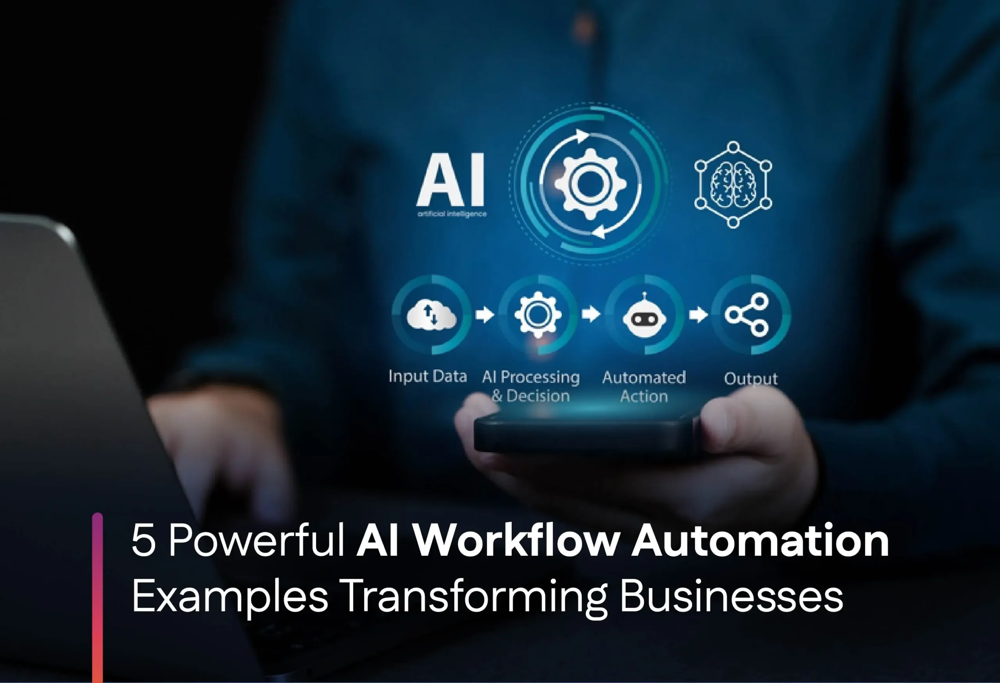 AI
artificial intelligence
Input Data
AI Processing
& Decision
Automated
Action
Output
5 Powerful AI Workflow Automation
Examples Transforming Businesses